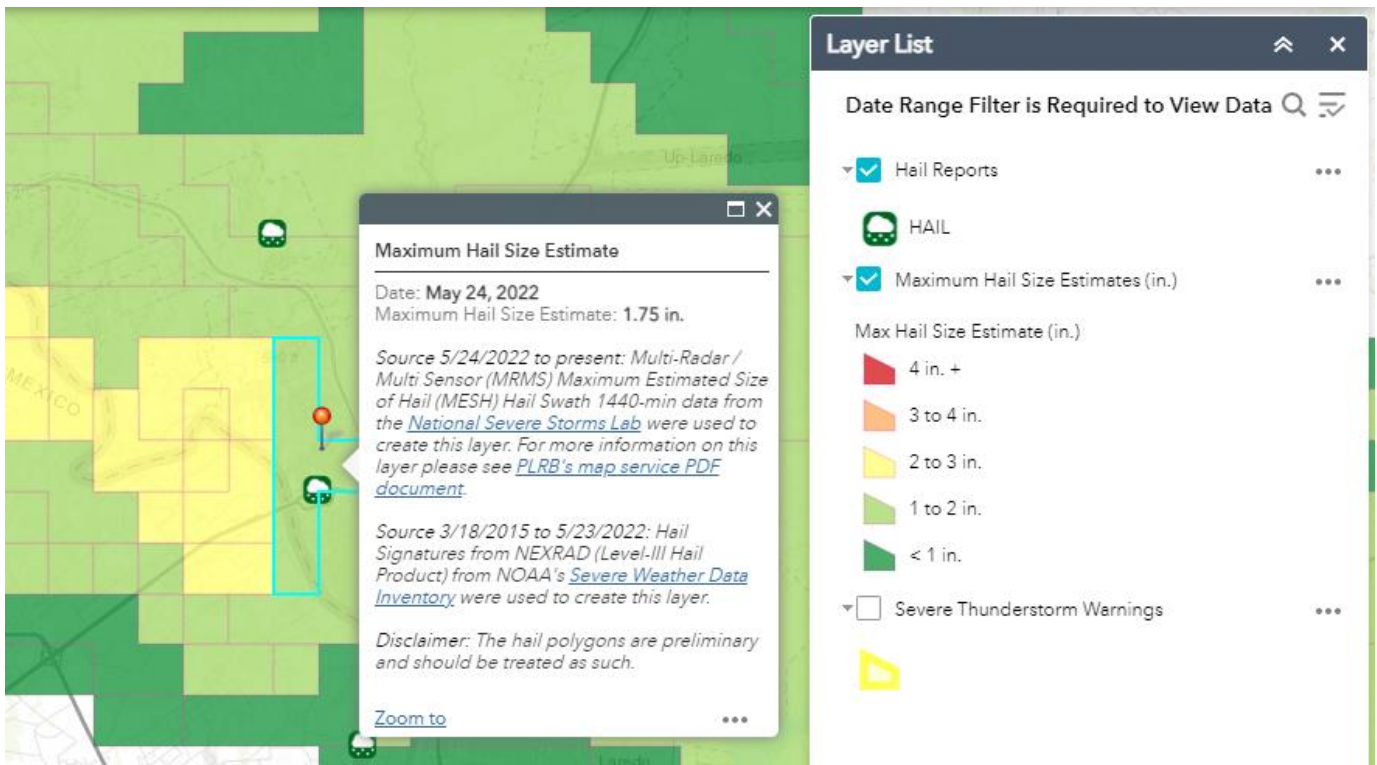 Up-Laredo
MEXICO
Maximum Hail Size Estimate
Date: May 24, 2022
Maximum Hail Size Estimate: 1.75 in.
Source 5/24/2022 to present: Multi-Radar /
Multi Sensor (MRMS) Maximum Estimated Size
of Hail (MESH) Hail Swath 1440-min data from
the National Severe Storms Lab were used to
create this layer. For more information on this
layer please see PLRB's map service PDF
document.
Source 3/18/2015 to 5/23/2022: Hail
Signatures from NEXRAD (Level-III Hail
Product) from NOAA's Severe Weather Data
Inventory were used to create this layer.
Disclaimer: The hail polygons are preliminary
and should be treated as such.
Zoom to
Laredo
Layer List
Date Range Filter is Required to View Data
Hail Reports
HAIL
Maximum Hail Size Estimates (in.)
Max Hail Size Estimate (in.)
4 in. +
3 to 4 in.
2 to 3 in.
1 to 2 in.
< 1 in.
Severe Thunderstorm Warnings